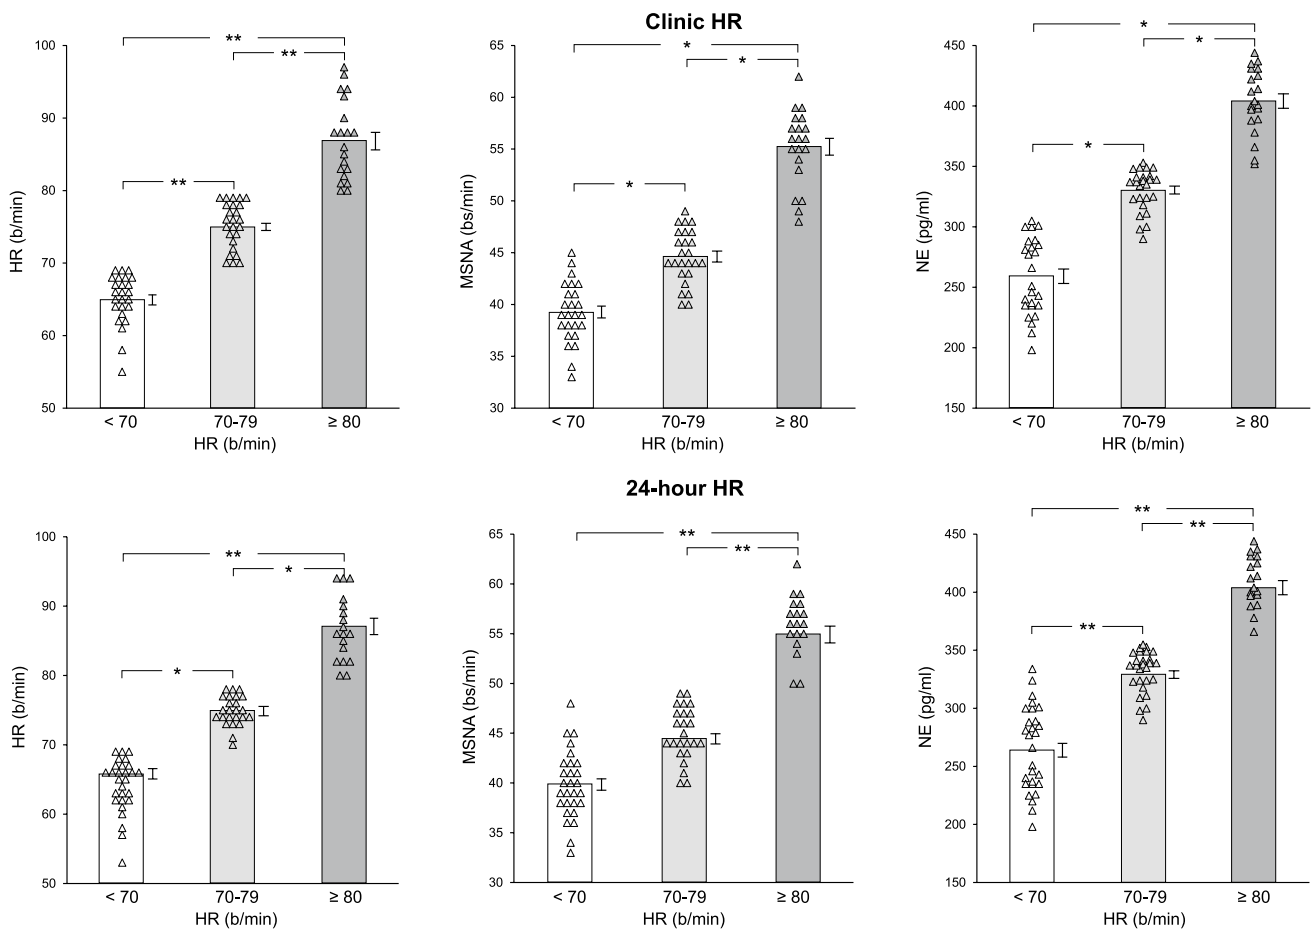 Clinic HR
HR (b/min)
100
90
80
70
60
50
**
**
**
< 70 70-79 ≥ 80
HR (b/min)
MSNA (bs/min)
65
60
55
50
45
40
35
30
*
*
*
< 70 70-79 ≥ 80
HR (b/min)
NE (pg/ml)
450
400
350
300
250
200
150
*
*
*
< 70 70-79 ≥ 80
HR (b/min)
24-hour HR
HR (b/min)
100
90
80
70
60
50
**
*
*
< 70 70-79 ≥ 80
HR (b/min)
MSNA (bs/min)
65
60
55
50
45
40
35
30
**
**
< 70 70-79 ≥ 80
HR (b/min)
NE (pg/ml)
450
400
350
300
250
200
150
**
**
**
< 70 70-79 ≥ 80
HR (b/min)